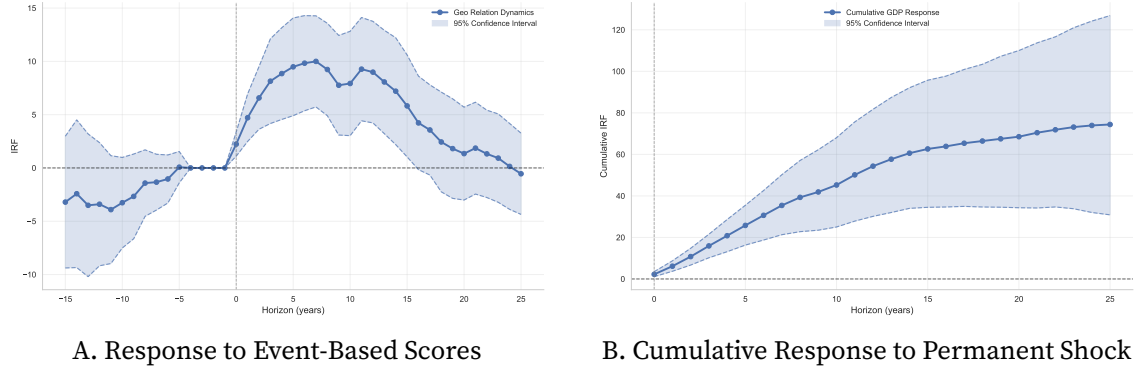 15
10
5
0
−5
−10
IRF
Geo Relation Dynamics
95% Confidence Interval
−15 −10 −5 0 5 10 15 20 25
Horizon (years)
A. Response to Event-Based Scores
120
100
80
60
40
20
0
Cumulative IRF
Cumulative GDP Response
95% Confidence Interval
0 5 10 15 20 25
Horizon (years)
B. Cumulative Response to Permanent Shock